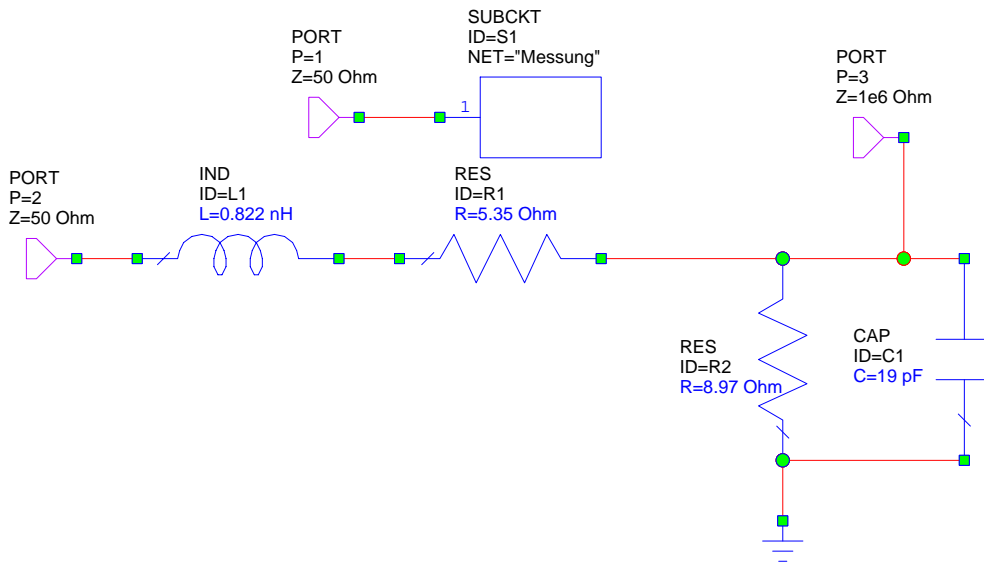 SUBCKT
ID=S1
NET="Messung"
1
PORT
P=1
Z=50 Ohm
PORT
P=3
Z=1e6 Ohm
PORT
P=2
Z=50 Ohm
IND
ID=L1
L=0.822 nH
RES
ID=R1
R=5.35 Ohm
RES
ID=R2
R=8.97 Ohm
CAP
ID=C1
C=19 pF